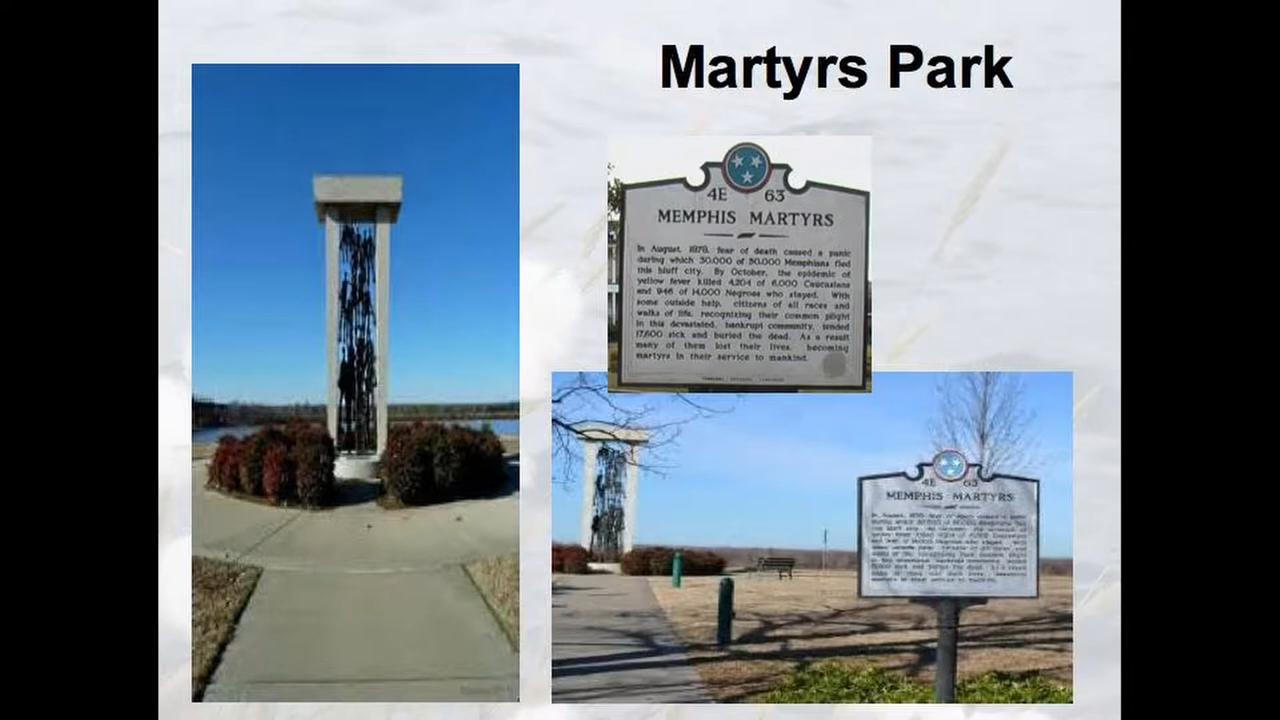 Martyrs Park
4E 63
MEMPHIS MARTYRS
In August, 1878, fear of death caused a panic
during which 30,000 of 50,000 Memphians fled
this bluff city. By October, the epidemic of
yellow fever killed 4,204 of 6,000 Caucasians
and 946 of 14,000 Negroes who stayed. With
some outside help, citizens of all races and
walks of life, recognizing their common plight
in this devastated, bankrupt community, tended
17,600 sick and buried the dead. As a result
many of them lost their lives, becoming
martyrs in their service to mankind.
4E 63
MEMPHIS MARTYRS